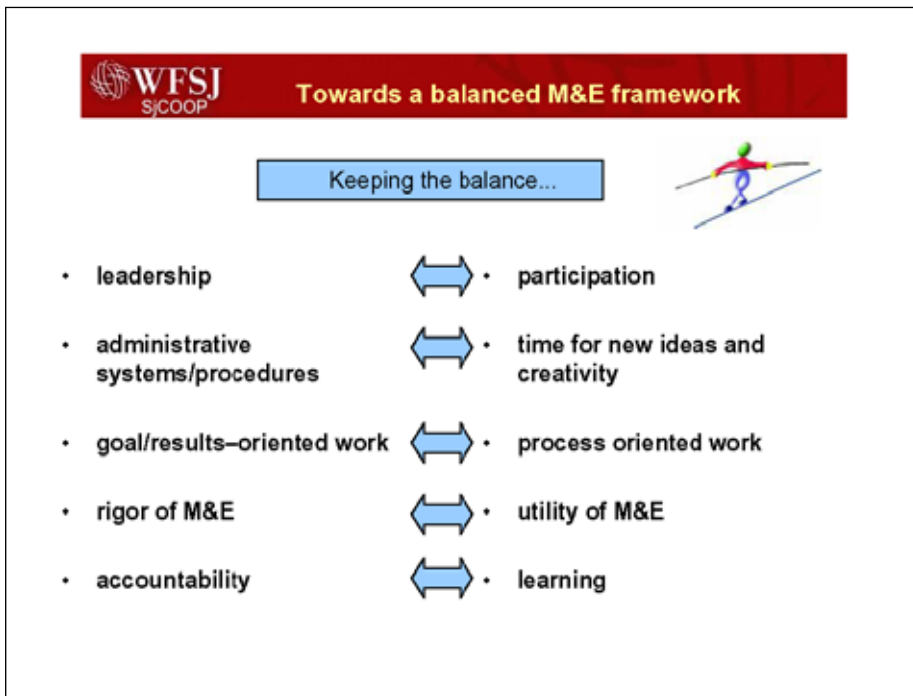 WFSJ
SjCOOP
Towards a balanced M&E framework
Keeping the balance...
• leadership
• participation
• administrative
systems/procedures
• time for new ideas and
creativity
• goal/results–oriented work
• process oriented work
• rigor of M&E
• utility of M&E
• accountability
• learning